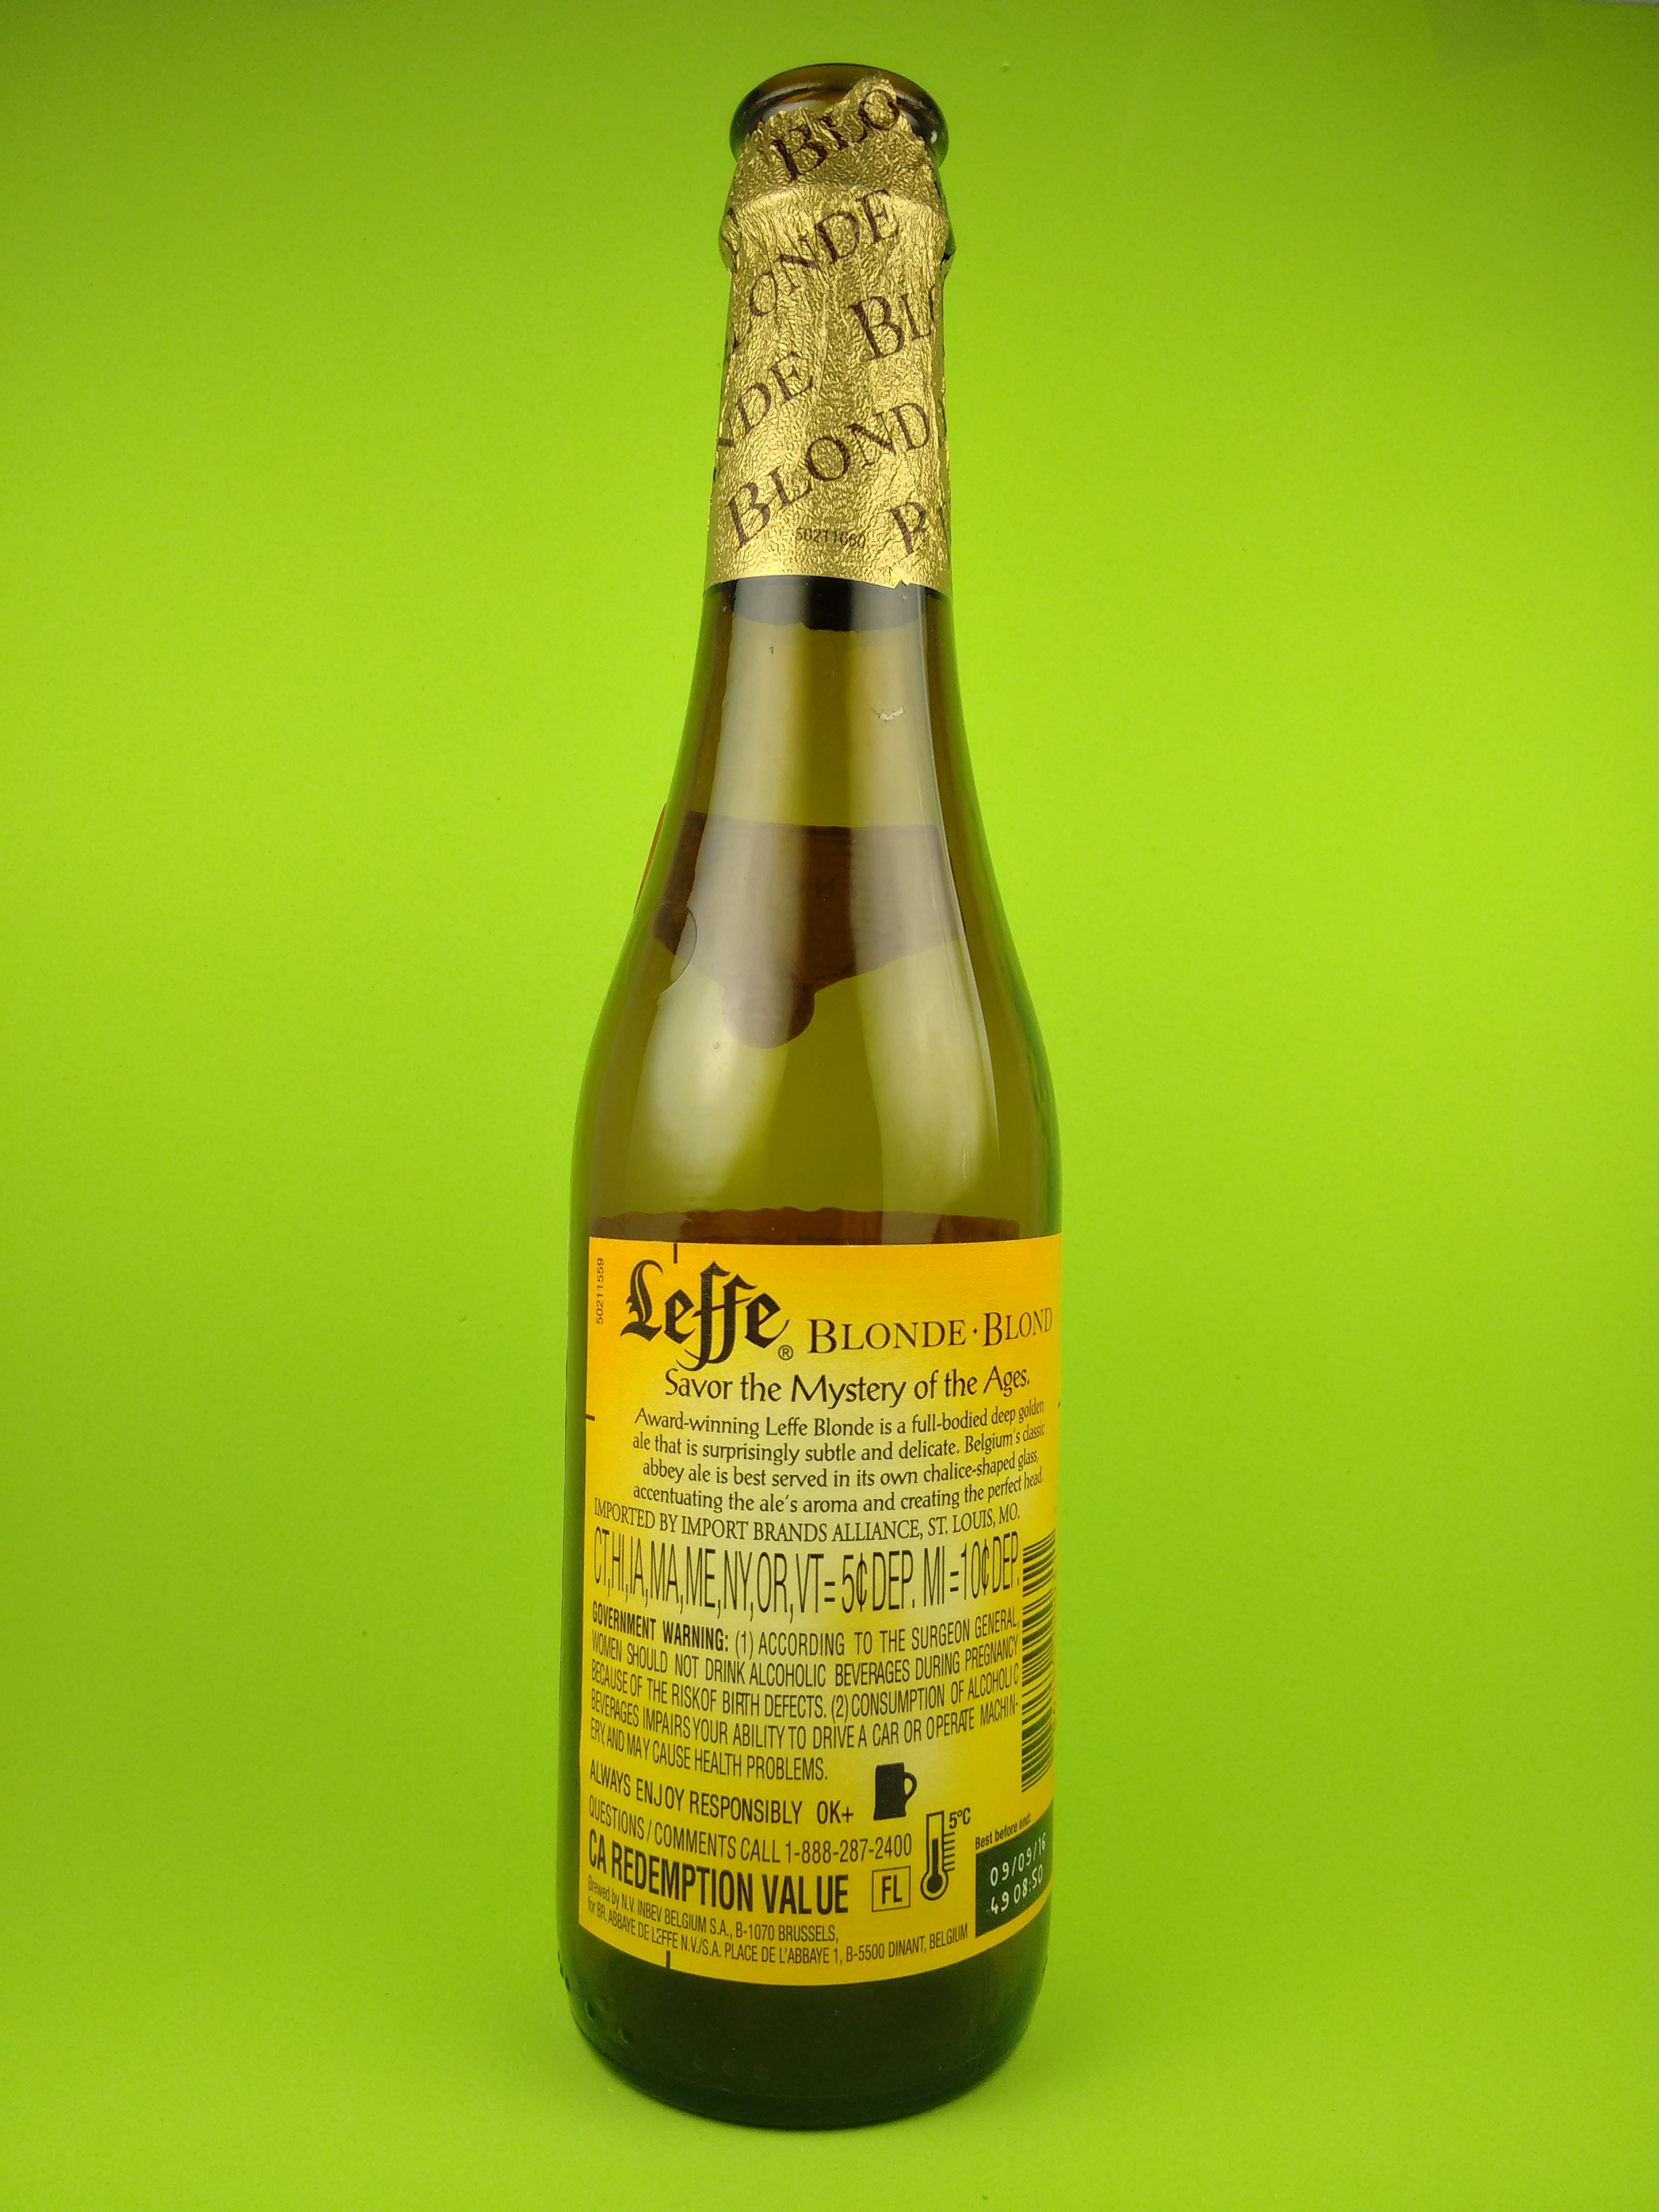 BLO
ONDE
BLO
NDE
BLOND
50211660
B
50211559
Leffe® BLONDE·BLOND
Savor the Mystery of the Ages.
Award-winning Leffe Blonde is a full-bodied deep golden
ale that is surprisingly subtle and delicate. Belgium's classic
abbey ale is best served in its own chalice-shaped glass,
accentuating the ale's aroma and creating the perfect head.
IMPORTED BY IMPORT BRANDS ALLIANCE, ST. LOUIS, MO.
CT,HI,IA,MA,ME,NY,OR,VT=5¢DEP. MI=10¢DEP.
GOVERNMENT WARNING: (1) ACCORDING TO THE SURGEON GENERAL,
WOMEN SHOULD NOT DRINK ALCOHOLIC BEVERAGES DURING PREGNANCY
BECAUSE OF THE RISK OF BIRTH DEFECTS. (2) CONSUMPTION OF ALCOHOLIC
BEVERAGES IMPAIRS YOUR ABILITY TO DRIVE A CAR OR OPERATE MACHIN-
ERY, AND MAY CAUSE HEALTH PROBLEMS.
ALWAYS ENJOY RESPONSIBLY OK+
QUESTIONS/COMMENTS CALL 1-888-287-2400
5°C
CA REDEMPTION VALUE FL
Best before end:
09/09/16
49 08:50
Brewed by N.V. INBEV BELGIUM S.A., B-1070 BRUSSELS,
for BR. ABBAYE DE LEFFE N.V./S.A. PLACE DE L'ABBAYE 1, B-5500 DINANT, BELGIUM